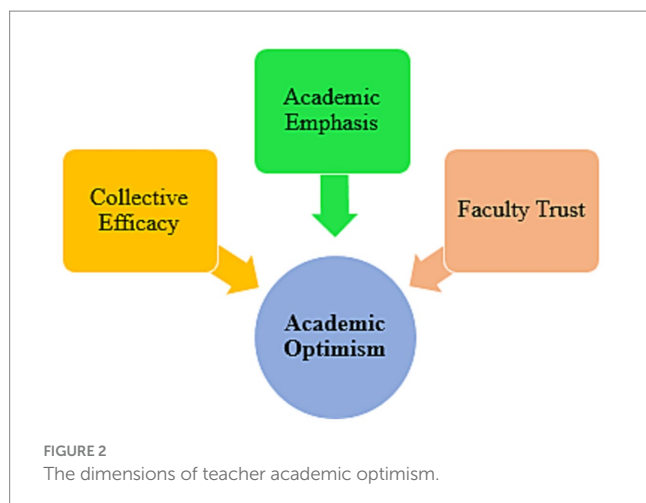 Academic
Emphasis
Collective
Efficacy
Faculty Trust
Academic
Optimism
FIGURE 2
The dimensions of teacher academic optimism.